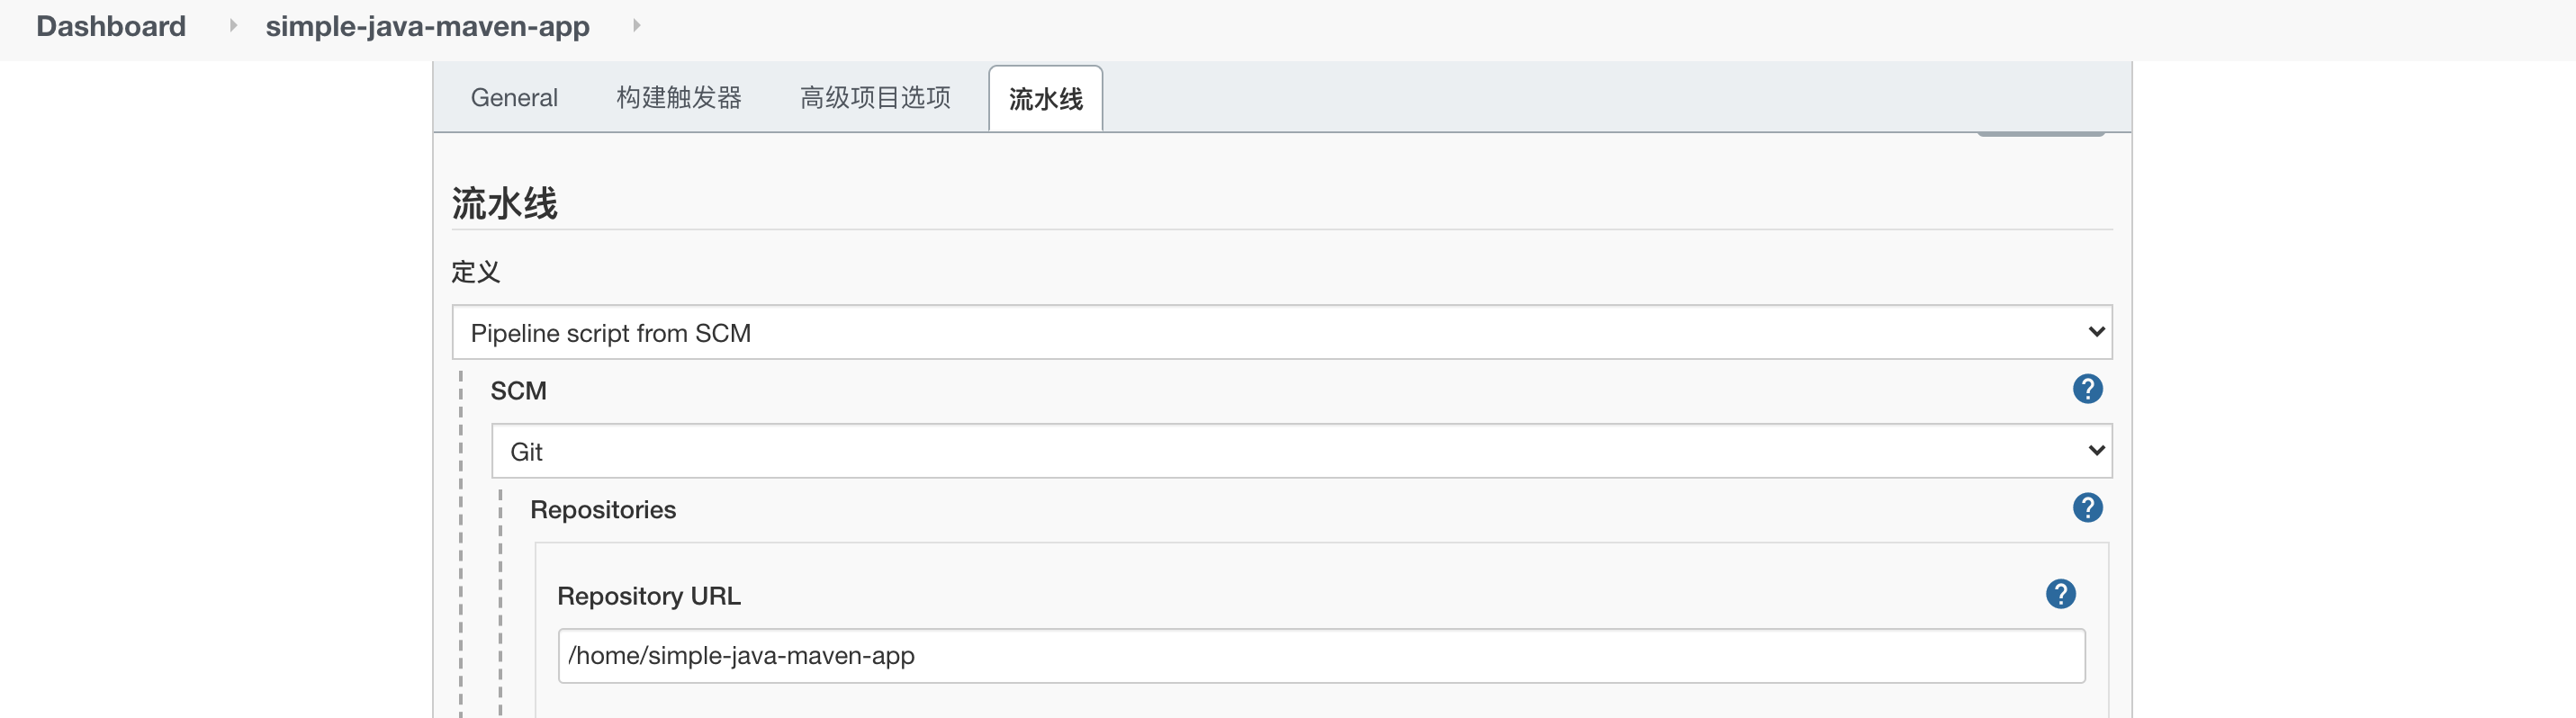 Dashboard simple-java-maven-app
General 构建触发器 高级项目选项 流水线
流水线
定义
Pipeline script from SCM
SCM
Git
Repositories
Repository URL
/home/simple-java-maven-app